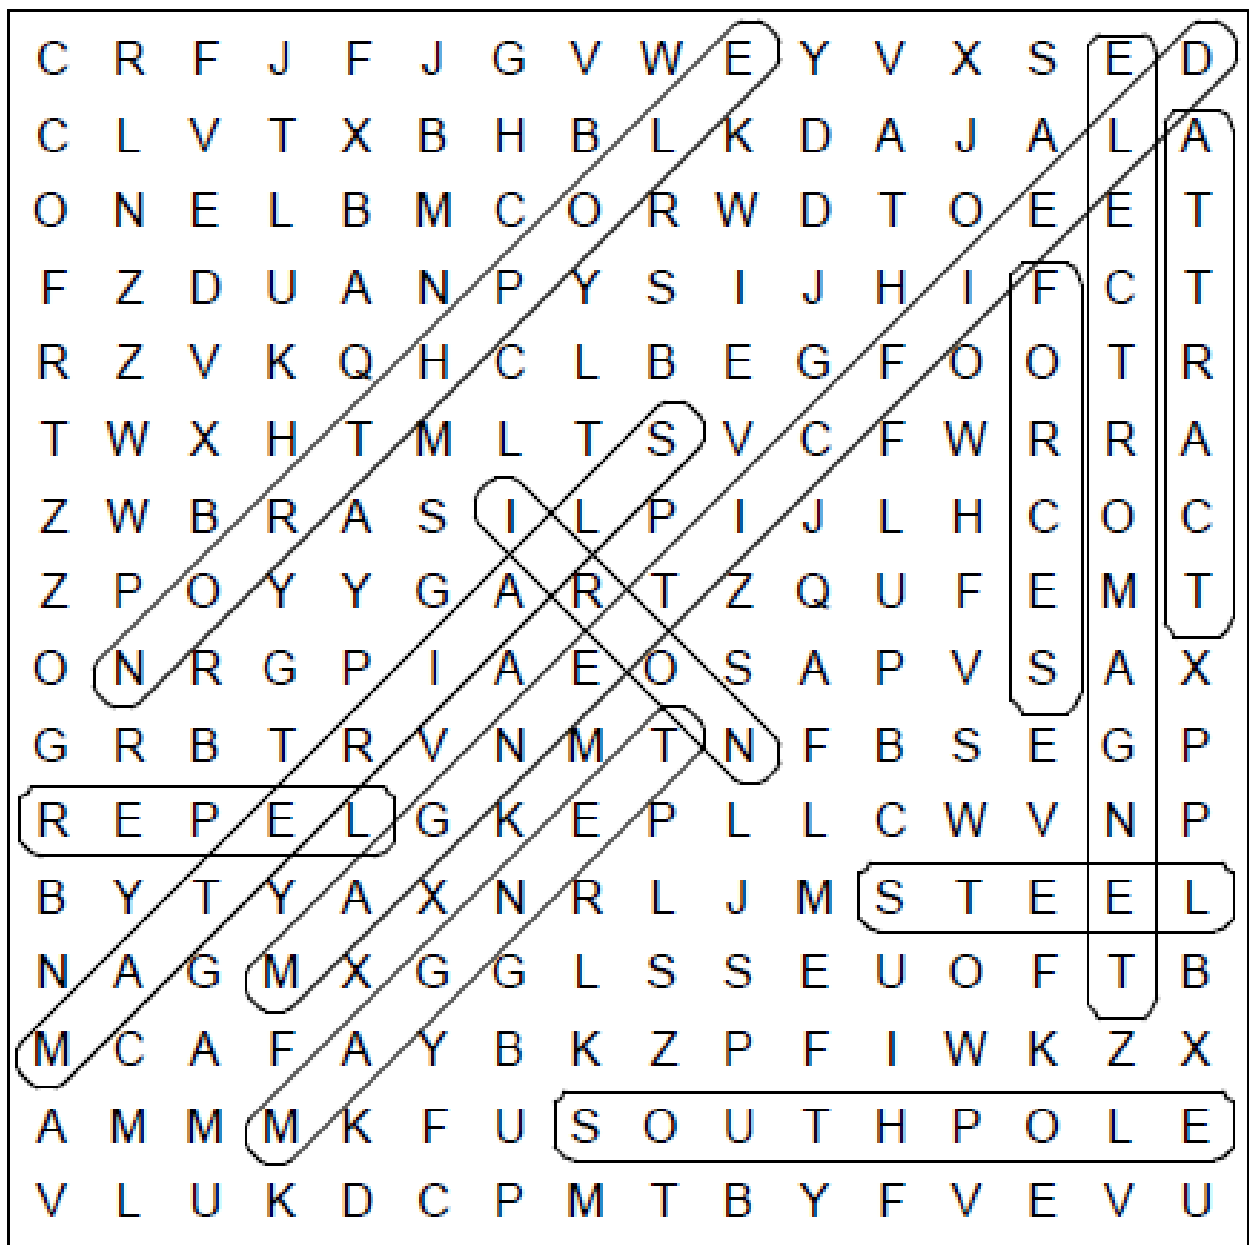 C R F J F J G V W E Y V X S E D
C L V T X B H B L K D A J A L A
O N E L B M C O R W D T O E E T
F Z D U A N P Y S I J H I F C T
R Z V K Q H C L B E G F O O T R
T W X H T M L T S V C F W R R A
Z W B R A S I L P I J L H C O C
Z P O Y Y G A R T Z Q U F E M T
O N R G P I A E O S A P V S A X
G R B T R V N M T N F B S E G P
R E P E L G K E P L L C W V N P
B Y T Y A X N R L J M S T E E L
N A G M X G G L S S E U O F T B
M C A F A Y B K Z P F I W K Z X
A M M M K F U S O U T H P O L E
V L U K D C P M T B Y F V E V U